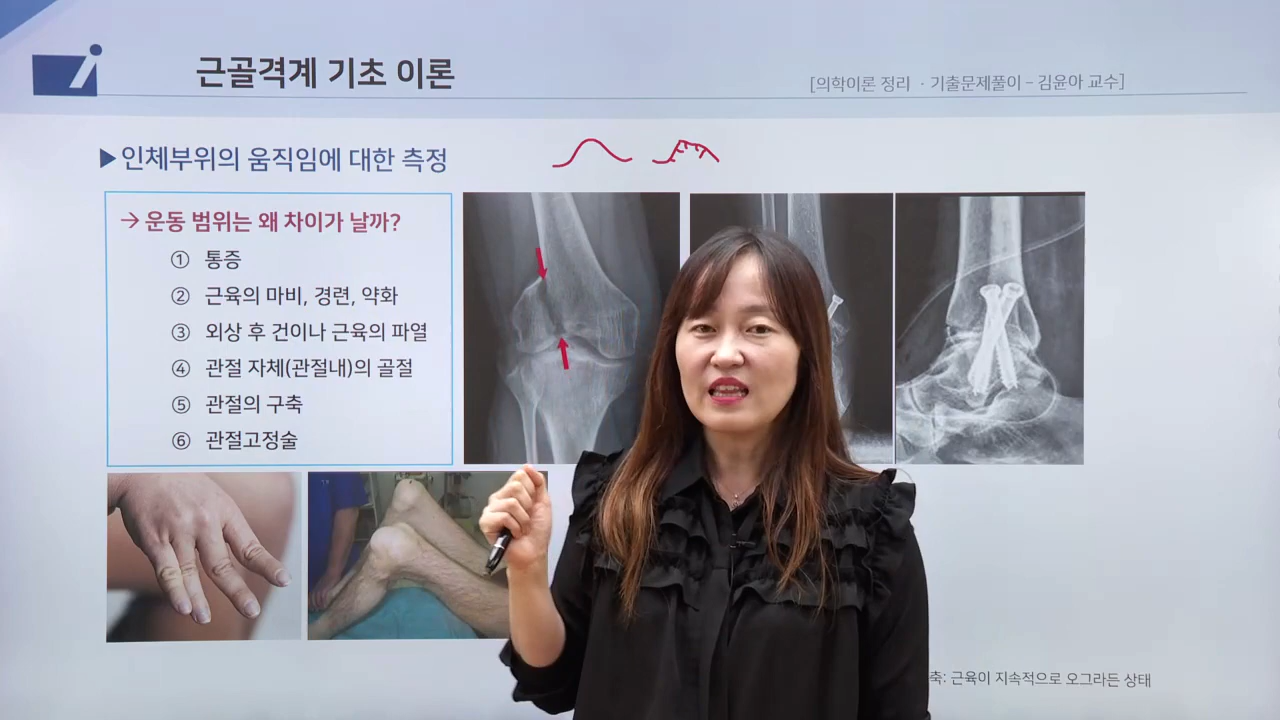 근골격계 기초 이론
[의학이론 정리 · 기출문제풀이 – 김윤아 교수]
▶인체부위의 움직임에 대한 측정
→ 운동 범위는 왜 차이가 날까?
① 통증
② 근육의 마비, 경련, 약화
③ 외상 후 건이나 근육의 파열
④ 관절 자체(관절내)의 골절
⑤ 관절의 구축
⑥ 관절고정술
축: 근육이 지속적으로 오그라든 상태